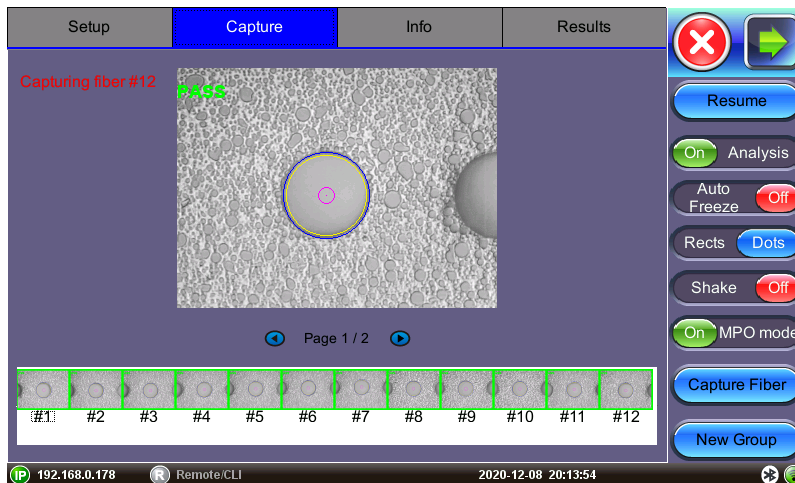 Setup
Capture
Info
Results
Capturing fiber #12
PASS
Page 1 / 2
#1 #2 #3 #4 #5 #6 #7 #8 #9 #10 #11 #12
Resume
On Analysis
Auto Freeze Off
Rects Dots
Shake Off
On MPO mode
Capture Fiber
New Group
IP 192.168.0.178 R Remote/CLI 2020-12-08 20:13:54